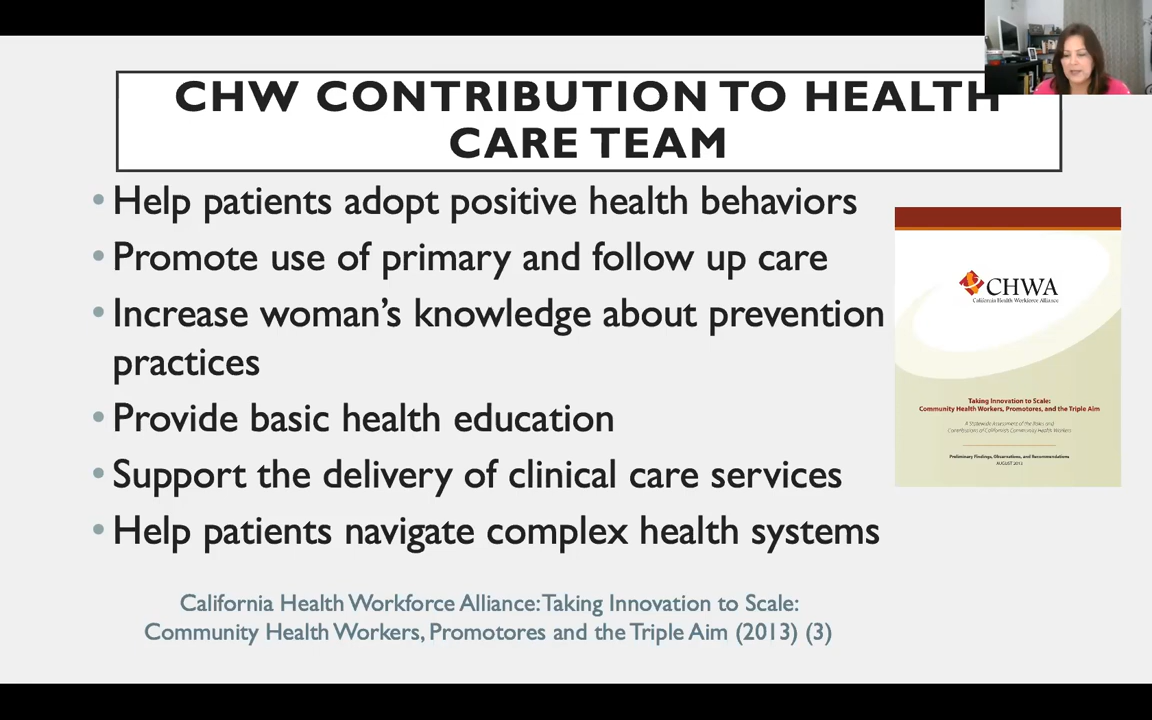 CHW CONTRIBUTION TO HEALTH
CARE TEAM
• Help patients adopt positive health behaviors
• Promote use of primary and follow up care
• Increase woman's knowledge about prevention
practices
• Provide basic health education
• Support the delivery of clinical care services
• Help patients navigate complex health systems
California Health Workforce Alliance: Taking Innovation to Scale:
Community Health Workers, Promotores and the Triple Aim (2013) (3)
CHWA
California Health Workforce Alliance
Taking Innovation to Scale:
Community Health Workers, Promotores, and the Triple Aim
A Statewide Assessment of the Roles and
Contributions of California's Community Health Workers
Preliminary Findings, Observations, and Recommendations
AUGUST 2013